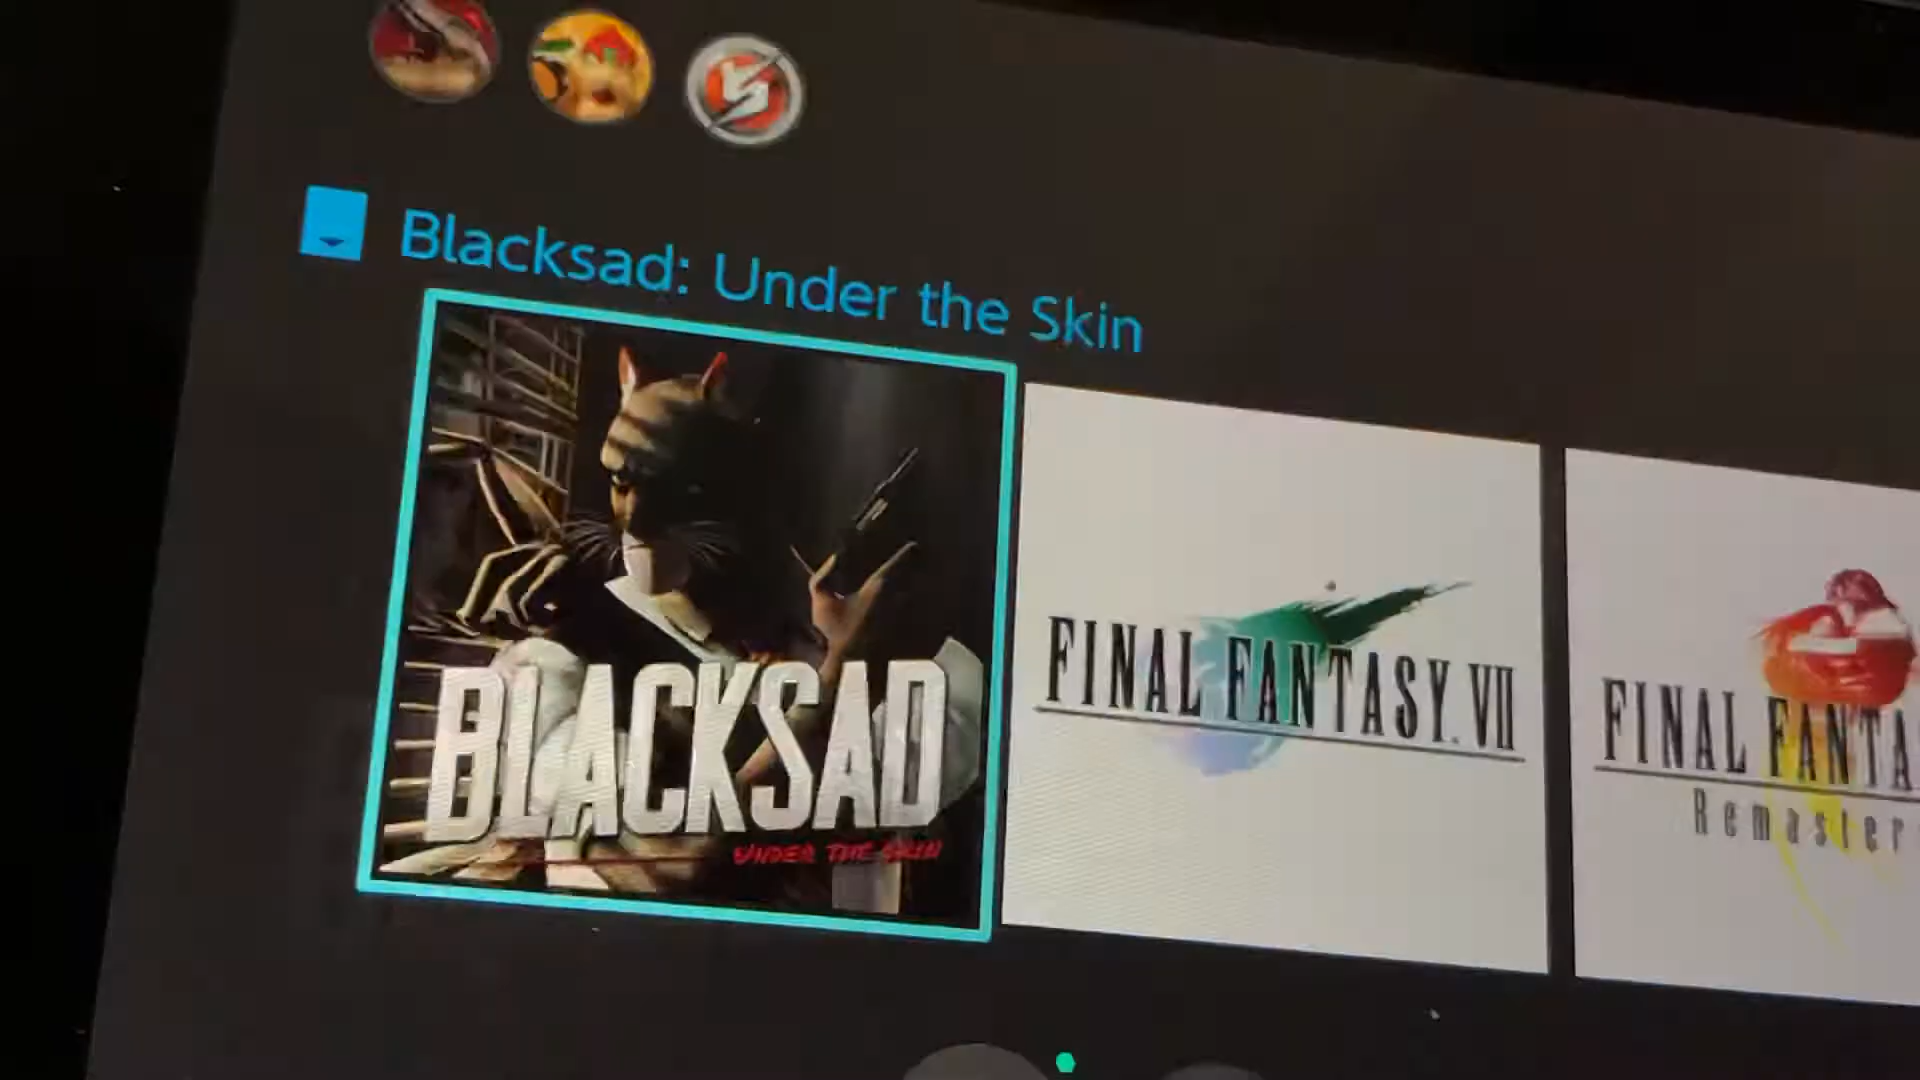 Blacksad: Under the Skin
BLACKSAD
UNDER THE SKIN
FINAL FANTASY VII
FINAL FANTA
Remaster